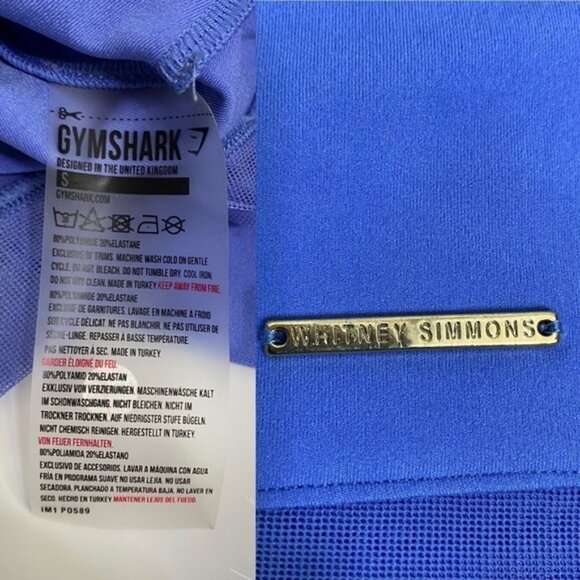 GYMSHARK
DESIGNED IN THE UNITED KINGDOM
S
GYMSHARK.COM
30
80%POLYAMIDE 20%ELASTANE
EXCLUSIVE OF TRIMS. MACHINE WASH COLD ON GENTLE
CYCLE. DO NOT BLEACH. DO NOT TUMBLE DRY. COOL IRON.
DO NOT DRY CLEAN. MADE IN TURKEY KEEP AWAY FROM FIRE.
80%POLYAMIDE 20%ELASTANE
EXCLUSIF DE GARNITURES. LAVAGE EN MACHINE A FROID
SUR CYCLE DÉLICAT. NE PAS BLANCHIR. NE PAS UTILISER DE
SÈCHE-LINGE. REPASSER À BASSE TEMPÉRATURE.
PAS NETTOYER À SEC. MADE IN TURKEY
GARDER ÉLOIGNÉ DU FEU.
80%POLYAMID 20%ELASTAN
EXKLUSIV VON VERZIERUNGEN. MASCHINENWÄSCHE KALT
IM SCHONWASCHGANG. NICHT BLEICHEN. NICHT IM
TROCKNER TROCKNEN. AUF NIEDRIGSTER STUFE BÜGELN.
NICHT CHEMISCH REINIGEN. HERGESTELLT IN TURKEY
VON FEUER FERNHALTEN.
80%POLIAMIDA 20%ELASTANO
EXCLUSIVO DE ACCESORIOS. LAVAR A MÁQUINA CON AGUA
FRÍA EN PROGRAMA SUAVE NO USAR LEJÍA. NO USAR
SECADORA. PLANCHADO A TEMPERATURA BAJA. NO LAVER EN
SEC. HECHO EN TURKEY MANTENER LEJOS DEL FUEGO.
IM1 P0589
WHITNEY SIMMONS